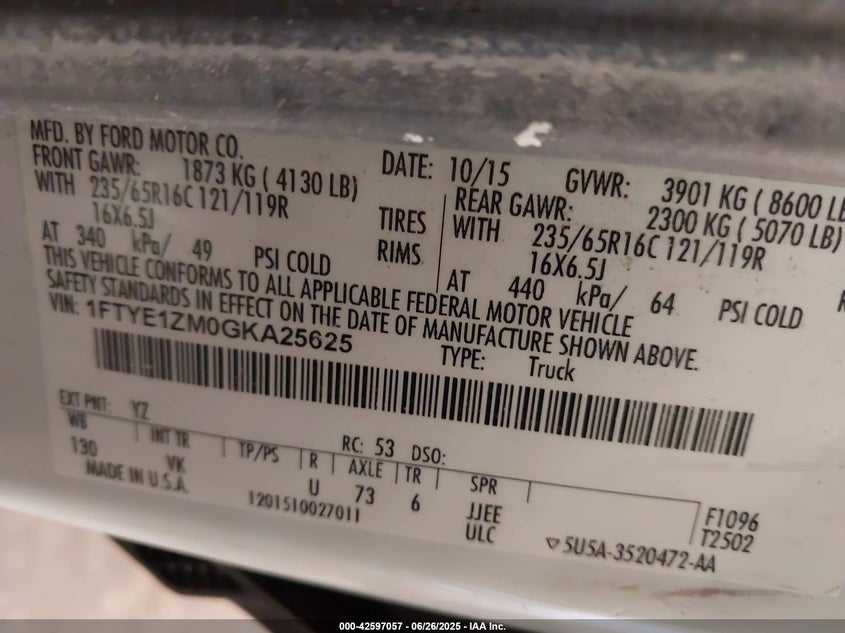 MFD. BY FORD MOTOR CO.
DATE: 10/15
GVWR: 3901 KG ( 8600 LB
FRONT GAWR: 1873 KG ( 4130 LB)
REAR GAWR: 2300 KG ( 5070 LB)
WITH 235/65R16C 121/119R TIRES
WITH 235/65R16C 121/119R
16X6.5J RIMS
16X6.5J
AT 340 kPa/ 49 PSI COLD
AT 440 kPa/ 64 PSI COLD
THIS VEHICLE CONFORMS TO ALL APPLICABLE FEDERAL MOTOR VEHICLE
SAFETY STANDARDS IN EFFECT ON THE DATE OF MANUFACTURE SHOWN ABOVE.
VIN: 1FTYE1ZM0GKA25625
TYPE: Truck
EXT PNT: YZ RC: 53 DSO:
WB INT TR TP/PS R AXLE TR SPR
130 VK U 73 6 JJEE F1096
MADE IN U.S.A. 1201510027011 ULC T2502
▽5U5A-3520472-AA
000-42597057 - 06/26/2025 - IAA Inc.